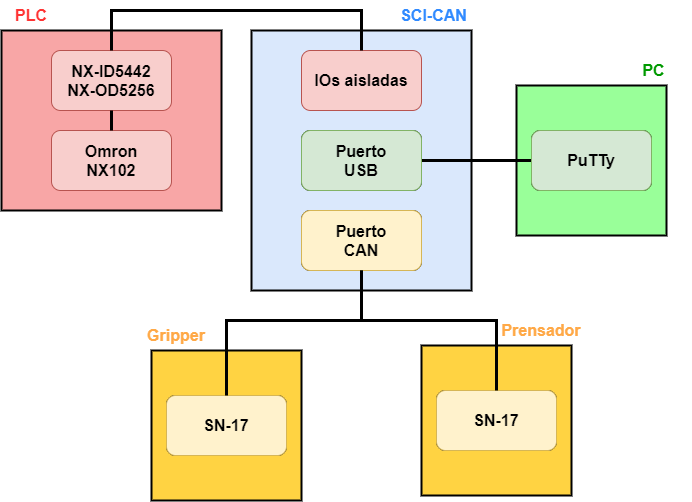 PLC
SCI-CAN
NX-ID5442
NX-OD5256
IOs aisladas
PC
Omron
NX102
Puerto
USB
PuTTy
Puerto
CAN
Gripper
Prensador
SN-17
SN-17